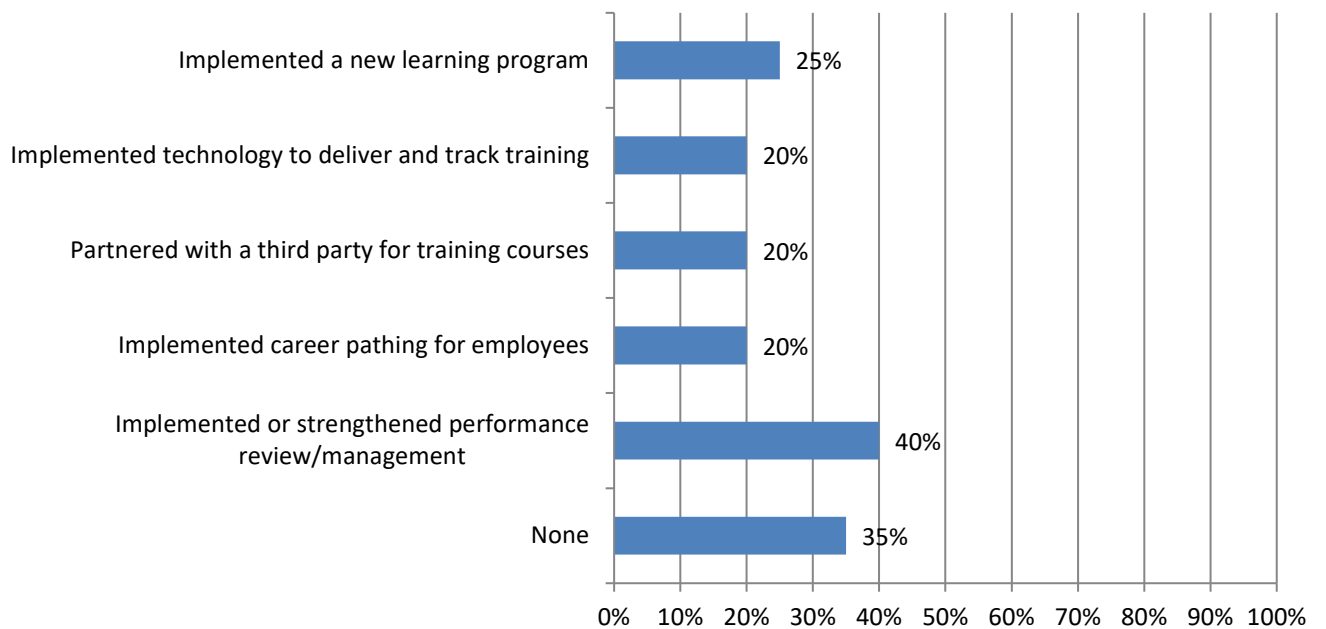 Implemented a new learning program
25%
Implemented technology to deliver and track training
20%
Partnered with a third party for training courses
20%
Implemented career pathing for employees
20%
Implemented or strengthened performance
review/management
40%
None
35%
0% 10% 20% 30% 40% 50% 60% 70% 80% 90% 100%